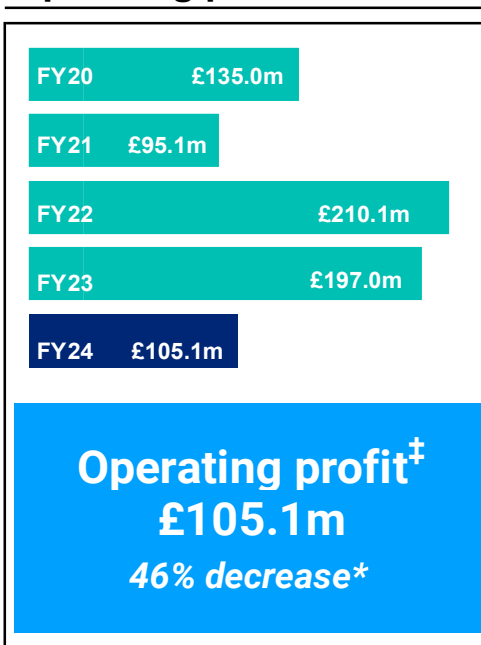 FY20 £135.0m
FY21 £95.1m
FY22 £210.1m
FY23 £197.0m
FY24 £105.1m
Operating profit‡
£105.1m
46% decrease*